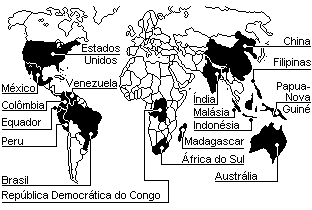 Estados
Unidos
China
Filipinas
México
Venezuela
Colômbia
Equador
Peru
Índia
Malásia
Indonésia
Papua-
Nova
Guiné
Madagascar
África do Sul
Austrália
Brasil
República Democrática do Congo